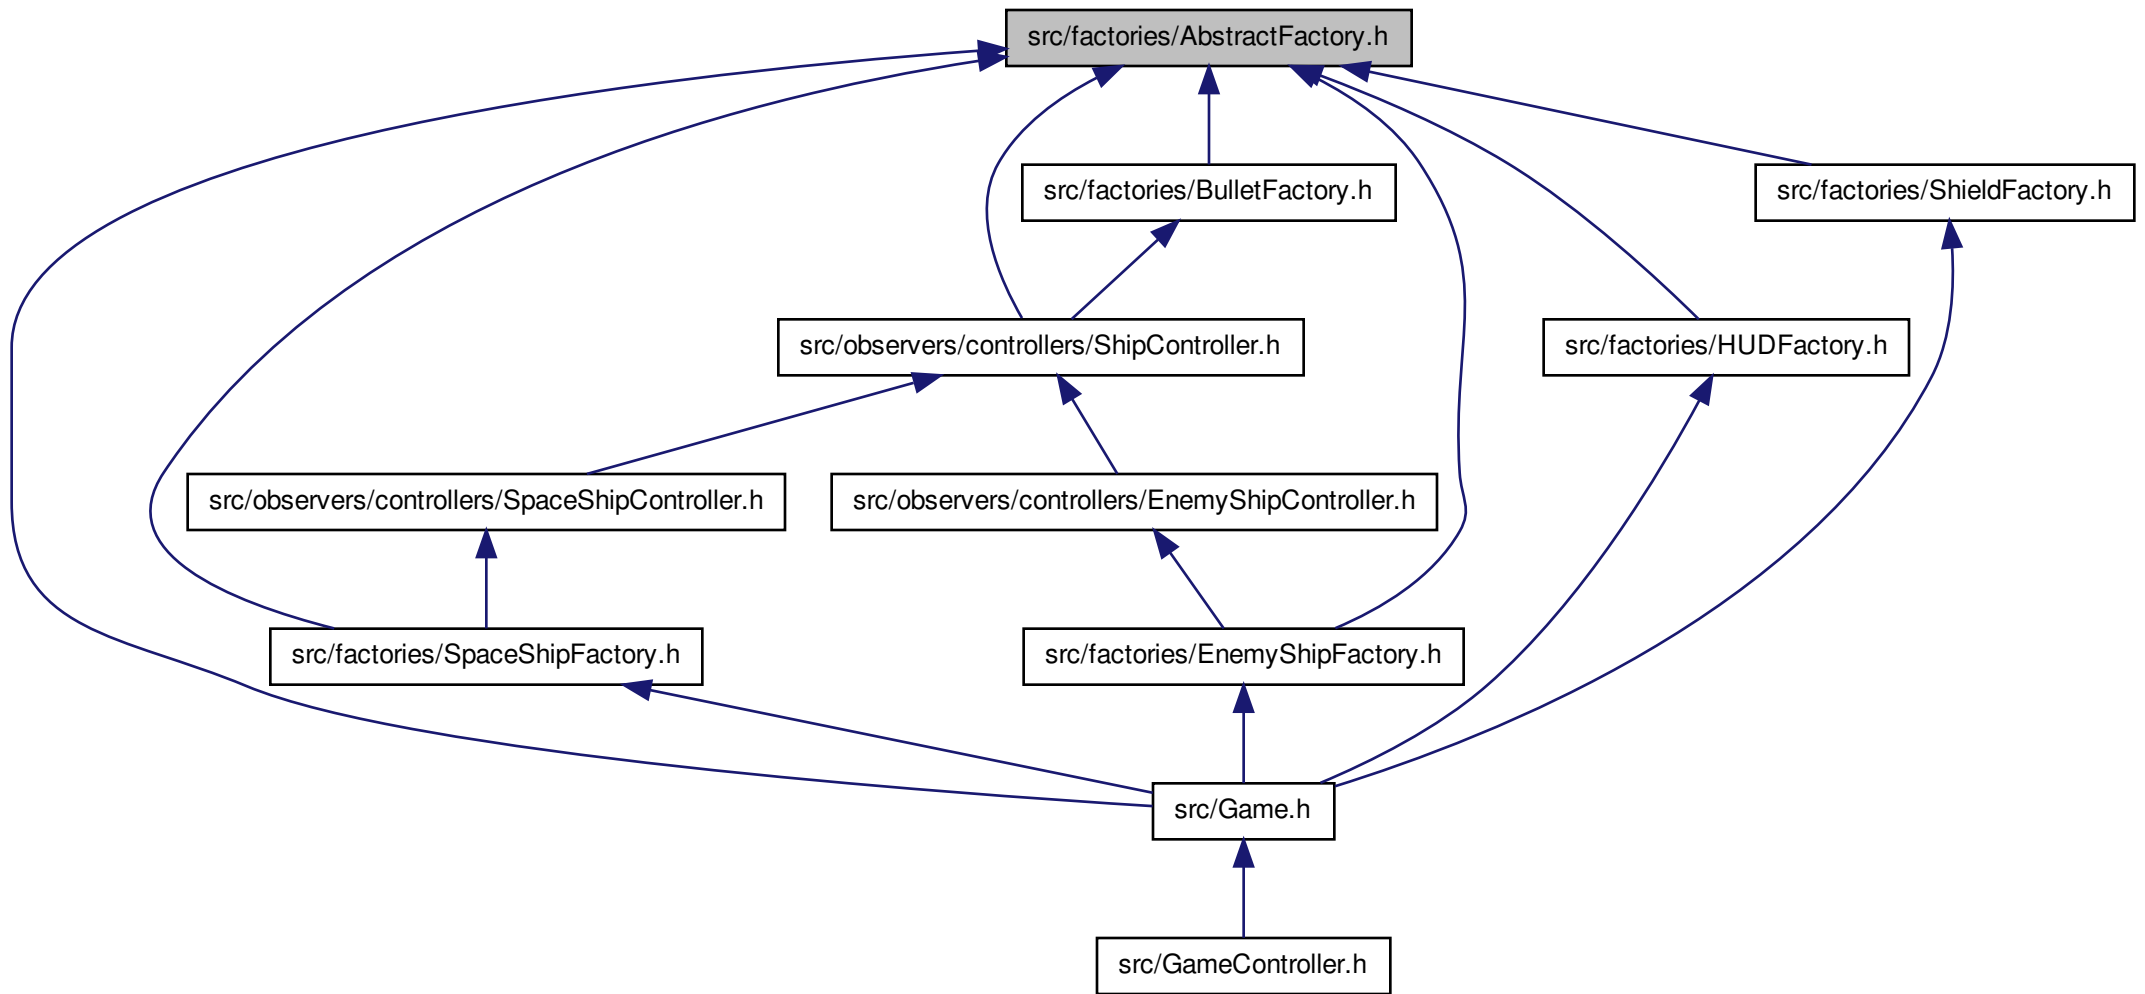 src/factories/AbstractFactory.h
src/factories/BulletFactory.h
src/factories/ShieldFactory.h
src/observers/controllers/ShipController.h
src/factories/HUDFactory.h
src/observers/controllers/SpaceShipController.h
src/observers/controllers/EnemyShipController.h
src/factories/SpaceShipFactory.h
src/factories/EnemyShipFactory.h
src/Game.h
src/GameController.h